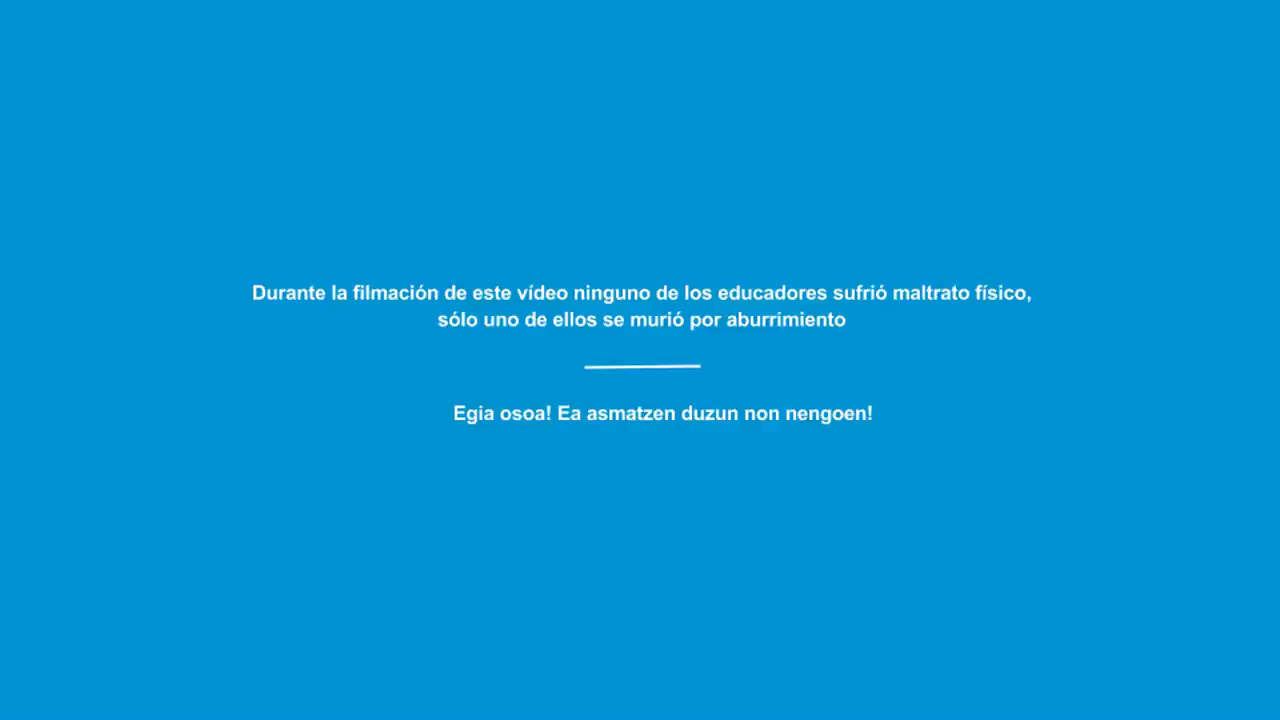 Durante la filmación de este vídeo ninguno de los educadores sufrió maltrato físico,
sólo uno de ellos se murió por aburrimiento
Egia osoa! Ea asmatzen duzun non nengoen!